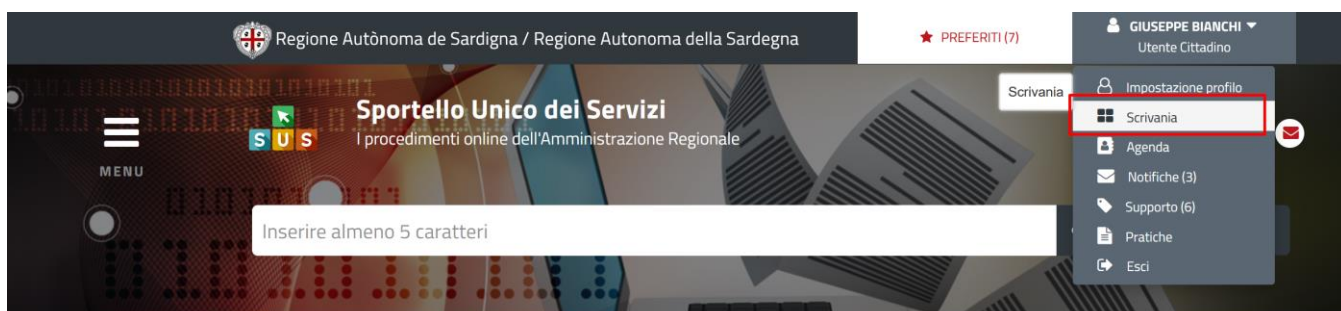 Regione Autònoma de Sardigna / Regione Autonoma della Sardegna
PREFERITI (7)
GIUSEPPE BIANCHI
Utente Cittadino
MENU
SUS
Sportello Unico dei Servizi
I procedimenti online dell'Amministrazione Regionale
Inserire almeno 5 caratteri
Scrivania
Impostazione profilo
Scrivania
Agenda
Notifiche (3)
Supporto (6)
Pratiche
Esci